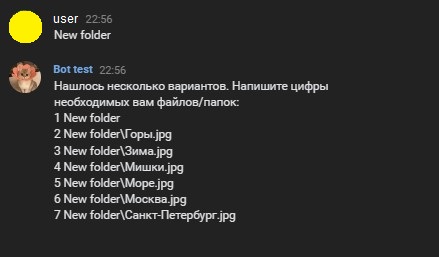 user 22:56
New folder
Bot test 22:56
Нашлось несколько вариантов. Напишите цифры
необходимых вам файлов/папок:
1 New folder
2 New folder\Горы.jpg
3 New folder\Зима.jpg
4 New folder\Мишки.jpg
5 New folder\Море.jpg
6 New folder\Москва.jpg
7 New folder\Санкт-Петербург.jpg